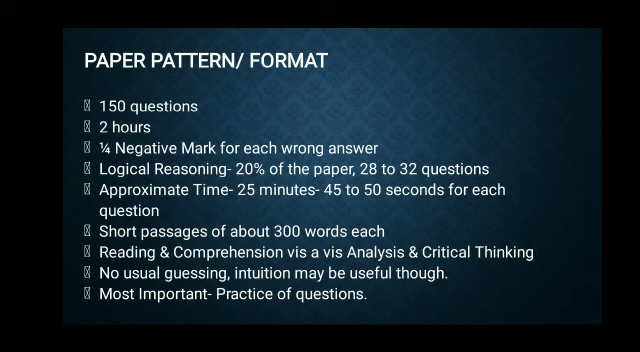 PAPER PATTERN/ FORMAT
150 questions
2 hours
¼ Negative Mark for each wrong answer
Logical Reasoning- 20% of the paper, 28 to 32 questions
Approximate Time- 25 minutes- 45 to 50 seconds for each
question
Short passages of about 300 words each
Reading & Comprehension vis a vis Analysis & Critical Thinking
No usual guessing, intuition may be useful though.
Most Important- Practice of questions.